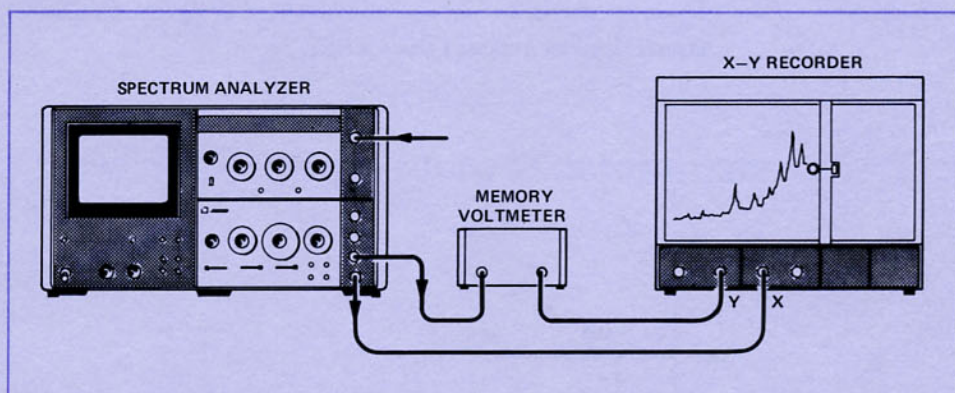 X–Y RECORDER
SPECTRUM ANALYZER
MEMORY
VOLTMETER
Y X